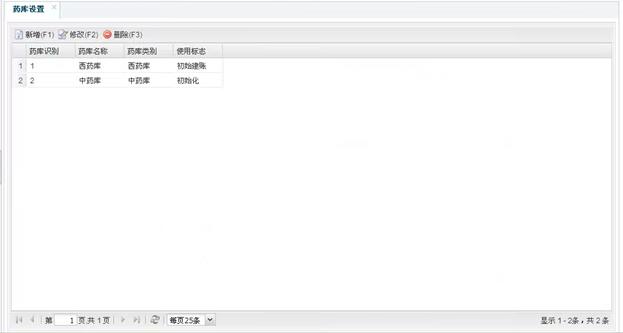 药库设置
新增(F1) 修改(F2) 删除(F3)
药库识别 药库名称 药库类别 使用标志
1 1 西药库 西药库 初始建账
2 2 中药库 中药库 初始化
第 1 页,共 1 页 每页25条 显示 1 - 2条，共 2 条